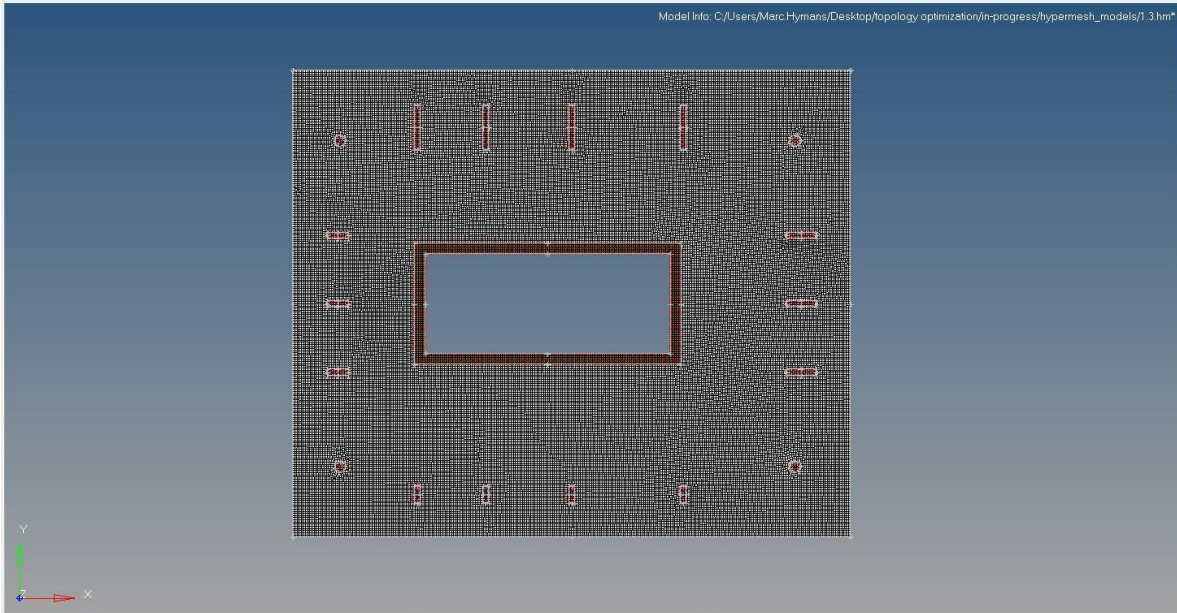 Model Info: C:/Users/Marc.Hymans/Desktop/topology optimization/in-progress/hypermesh_models/1.3.hm*
Y
Z
X